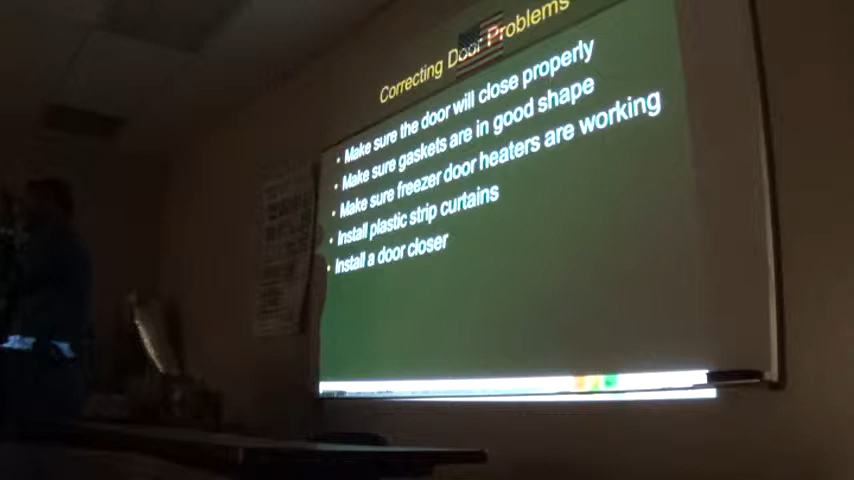 Correcting Door Problems
• Make sure the door will close properly
• Make sure gaskets are in good shape
• Make sure freezer door heaters are working
• Install plastic strip curtains
• Install a door closer